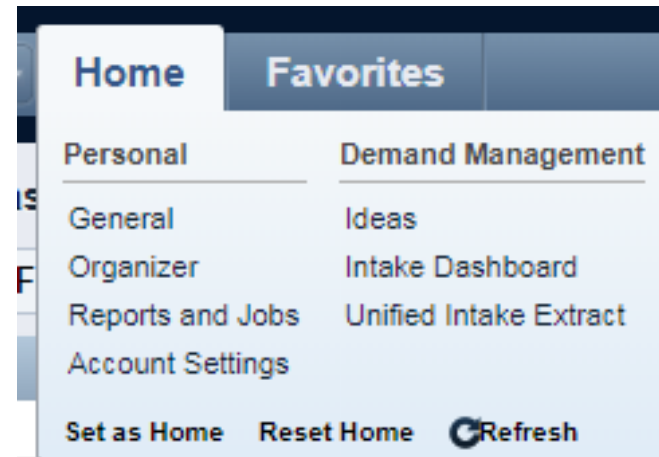 Home Favorites
Personal
General
Organizer
Reports and Jobs
Account Settings
Demand Management
Ideas
Intake Dashboard
Unified Intake Extract
Set as Home Reset Home Refresh